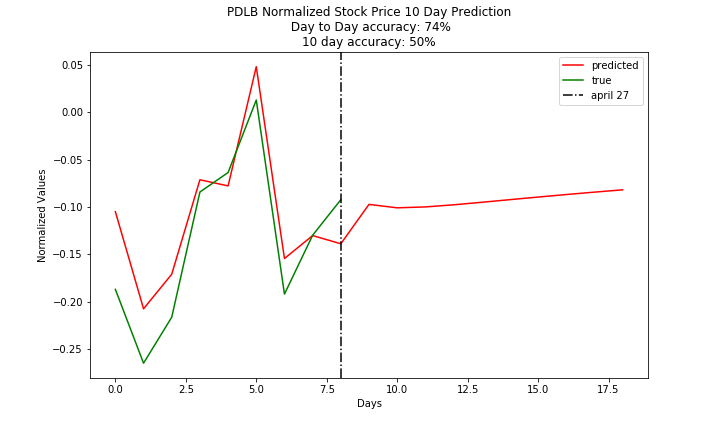 PDLB Normalized Stock Price 10 Day Prediction
Day to Day accuracy: 74%
10 day accuracy: 50%
predicted
true
april 27
0.05
0.00
−0.05
−0.10
−0.15
−0.20
−0.25
Normalized Values
0.0 2.5 5.0 7.5 10.0 12.5 15.0 17.5
Days